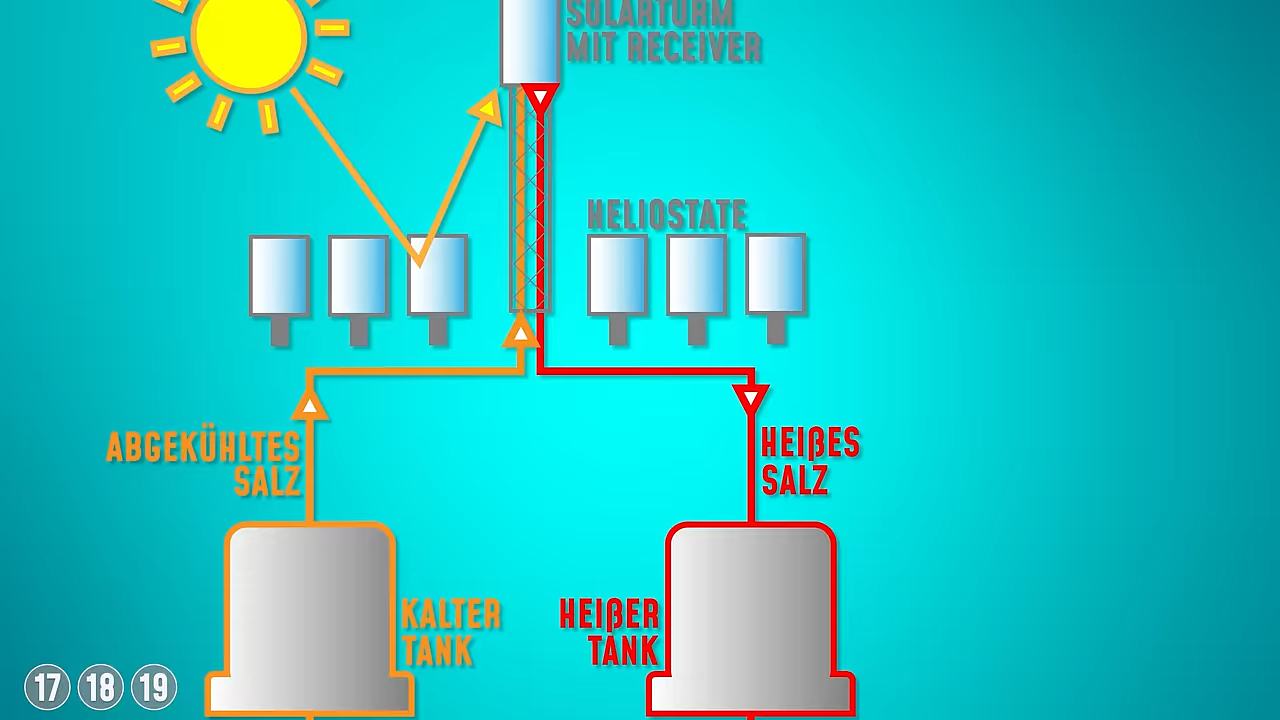 SOLARTURM
MIT RECEIVER
HELIOSTATE
ABGEKÜHLTES
SALZ
HEIßES
SALZ
KALTER
TANK
HEIßER
TANK
17 18 19